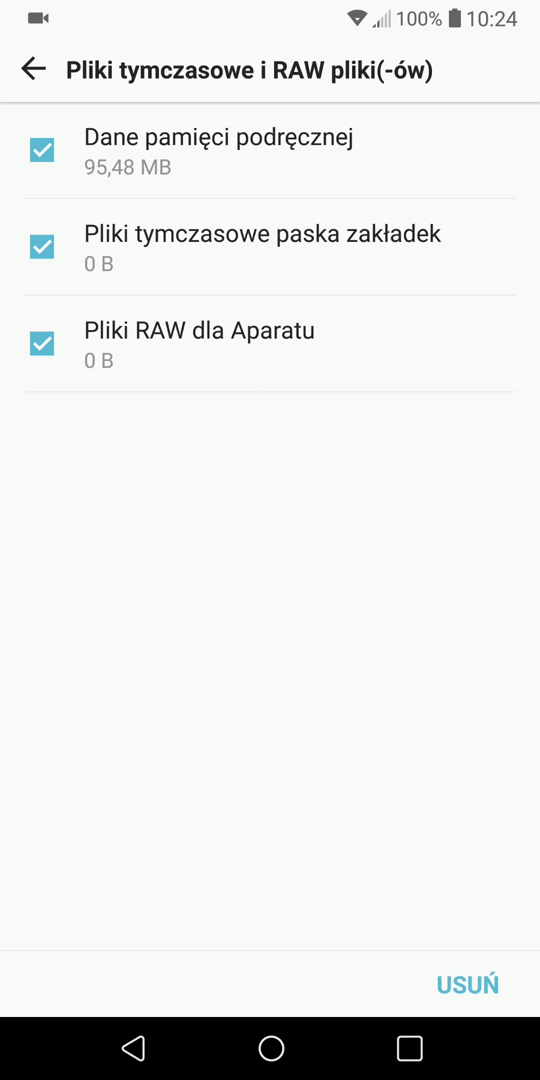 100% 10:24
Pliki tymczasowe i RAW pliki(-ów)
Dane pamięci podręcznej
95,48 MB
Pliki tymczasowe paska zakładek
0 B
Pliki RAW dla Aparatu
0 B
USUŃ